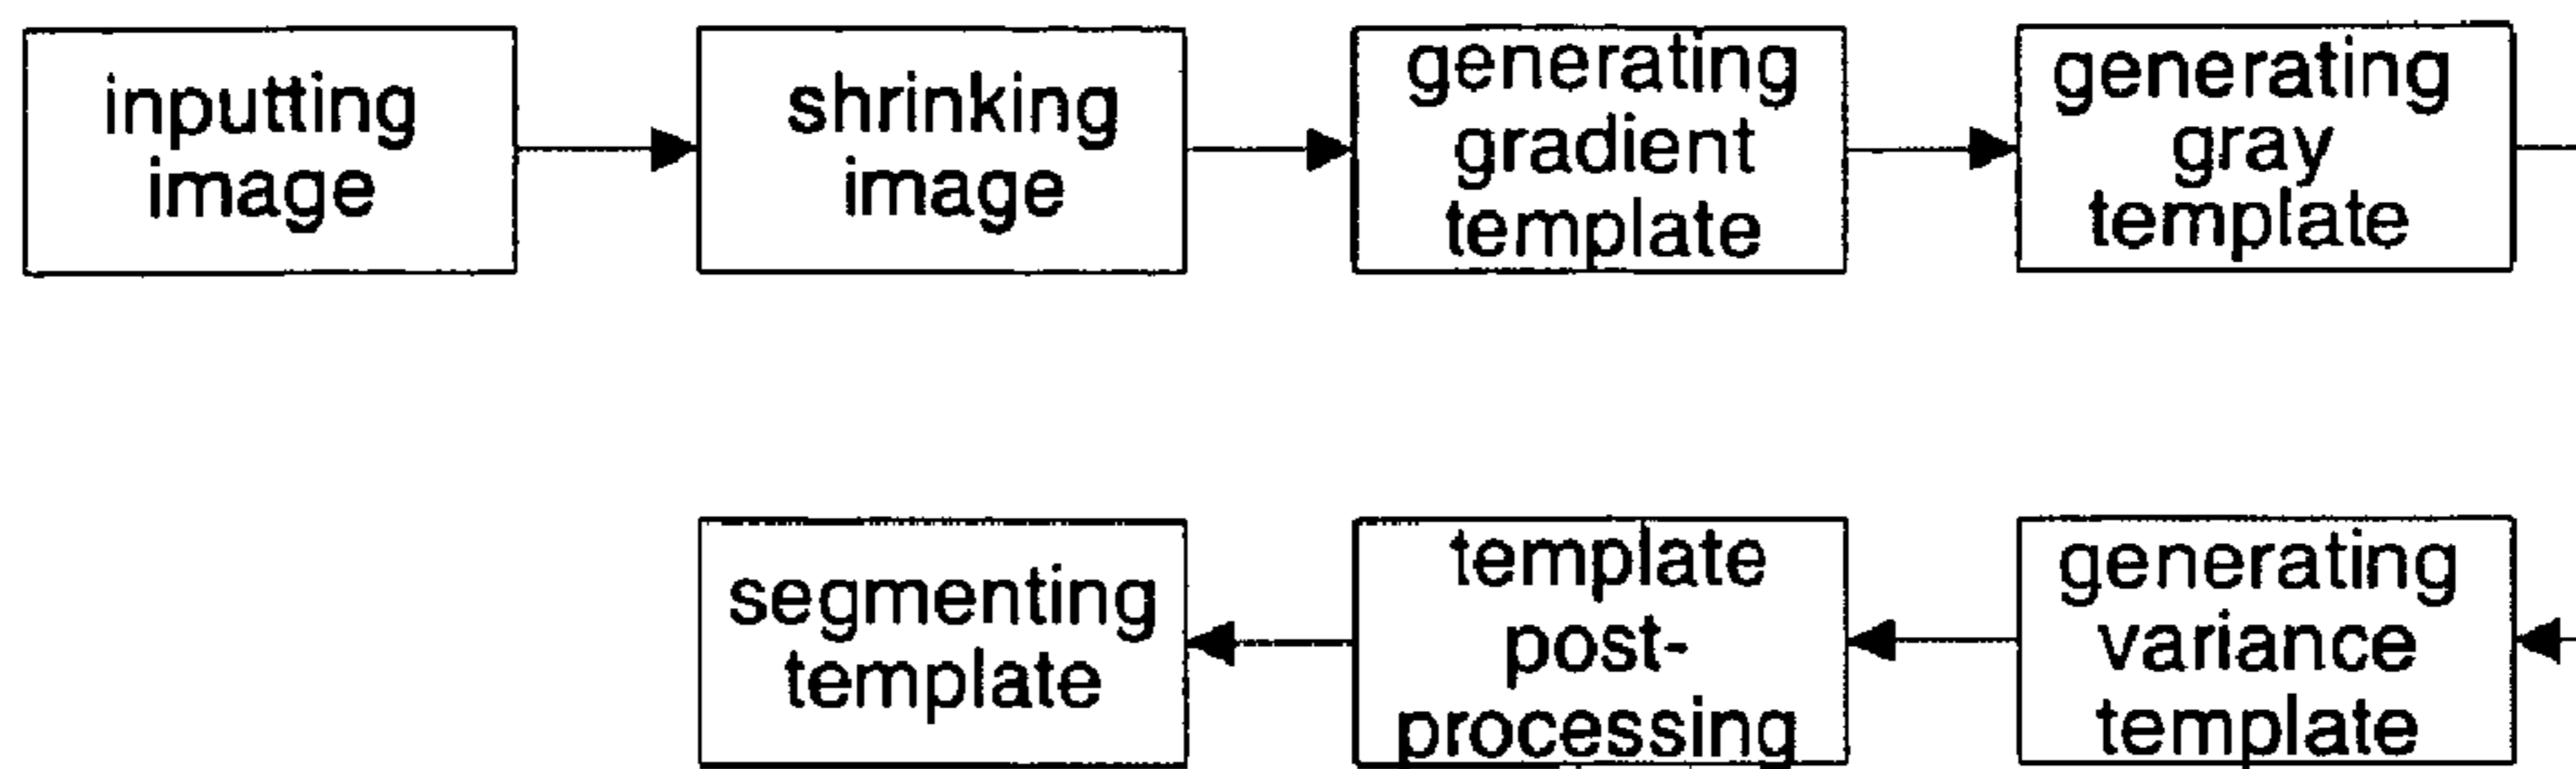 inputting
image
shrinking
image
generating
gradient
template
generating
gray
template
generating
variance
template
template
post-
processing
segmenting
template